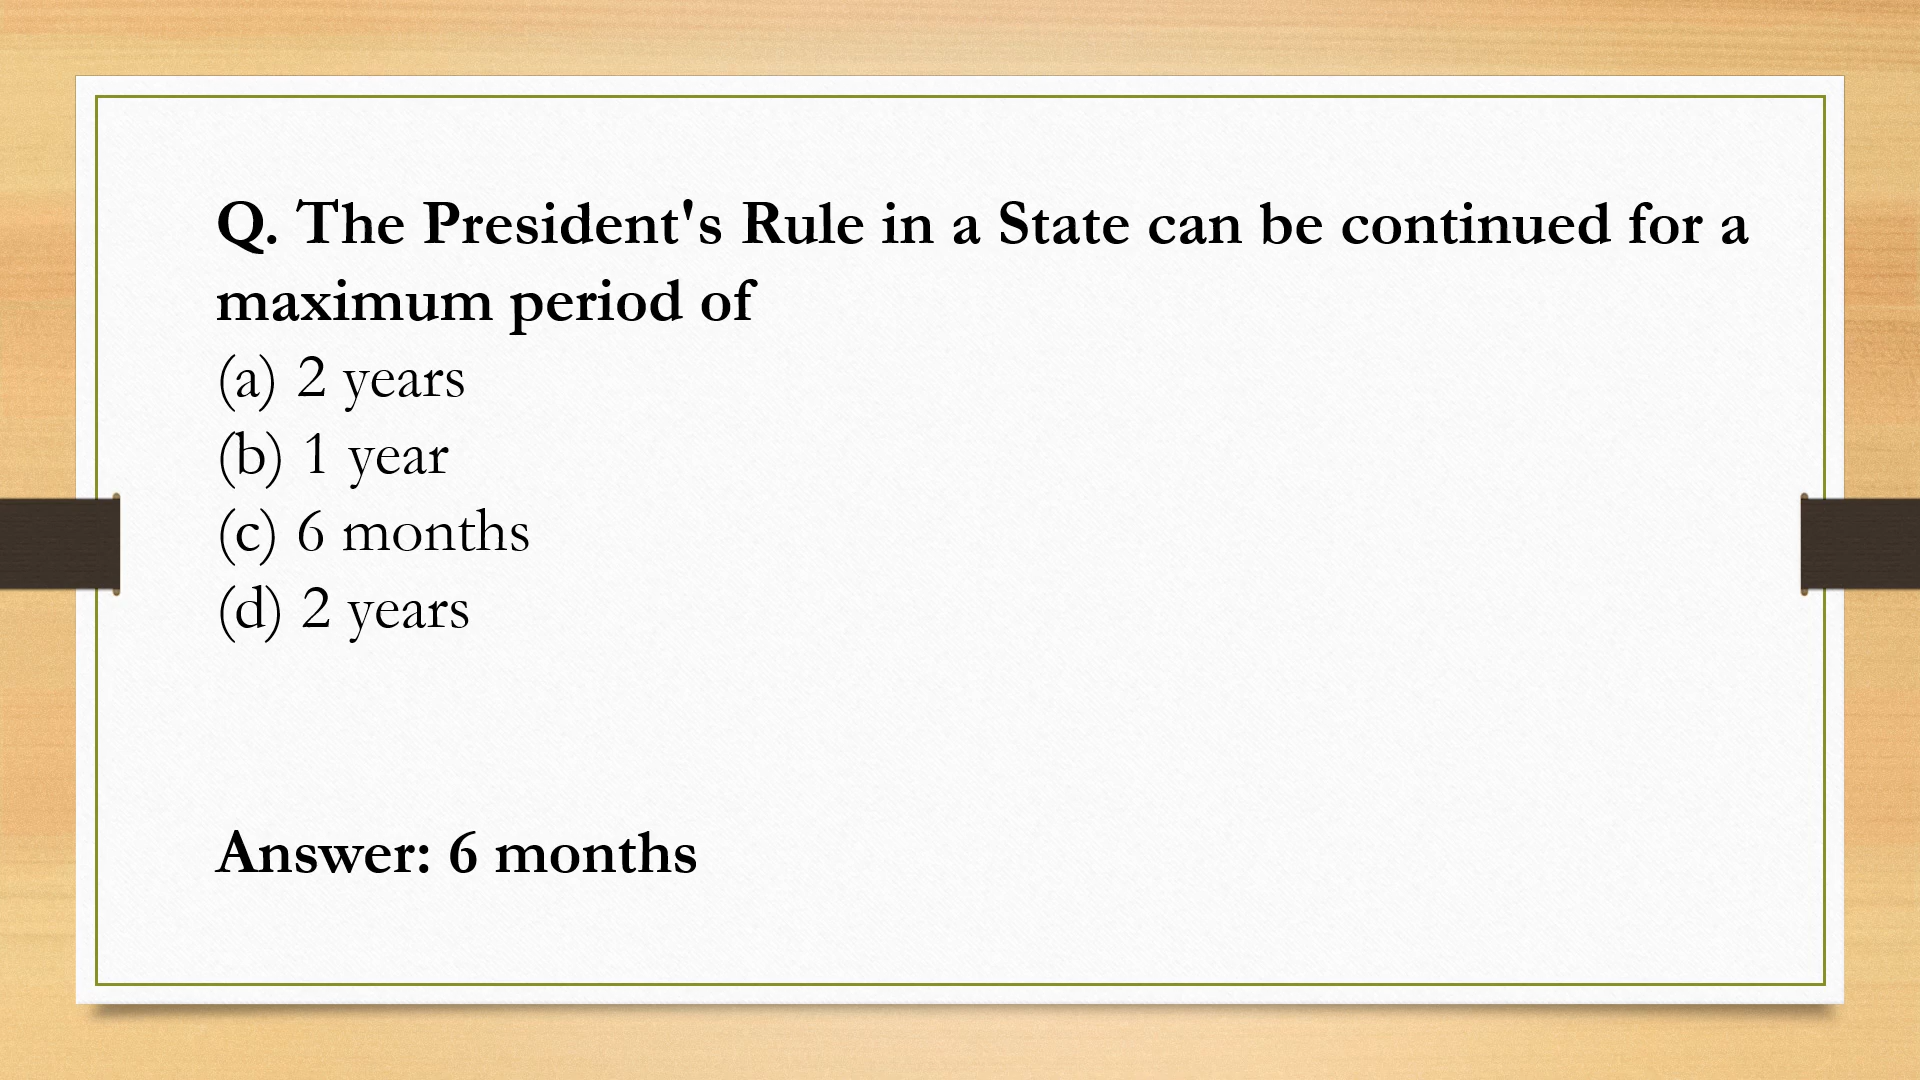 Q. The President's Rule in a State can be continued for a
maximum period of
(a) 2 years
(b) 1 year
(c) 6 months
(d) 2 years
Answer: 6 months